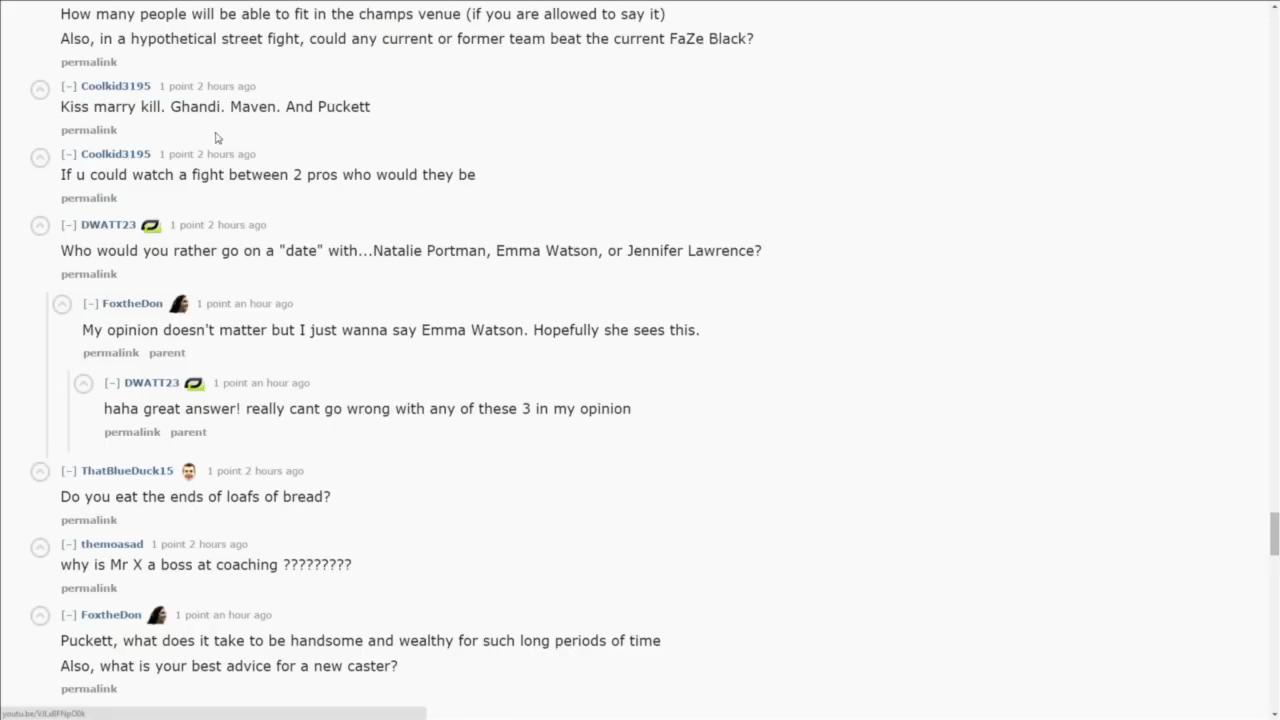 How many people will be able to fit in the champs venue (if you are allowed to say it)
Also, in a hypothetical street fight, could any current or former team beat the current FaZe Black?
permalink
[–] Coolkid3195 1 point 2 hours ago
Kiss marry kill. Ghandi. Maven. And Puckett
permalink
[–] Coolkid3195 1 point 2 hours ago
If u could watch a fight between 2 pros who would they be
permalink
[–] DWATT23 1 point 2 hours ago
Who would you rather go on a "date" with...Natalie Portman, Emma Watson, or Jennifer Lawrence?
permalink
[–] FoxtheDon 1 point an hour ago
My opinion doesn't matter but I just wanna say Emma Watson. Hopefully she sees this.
permalink parent
[–] DWATT23 1 point an hour ago
haha great answer! really cant go wrong with any of these 3 in my opinion
permalink parent
[–] ThatBlueDuck15 1 point 2 hours ago
Do you eat the ends of loafs of bread?
permalink
[–] themoasad 1 point 2 hours ago
why is Mr X a boss at coaching ?????????
permalink
[–] FoxtheDon 1 point an hour ago
Puckett, what does it take to be handsome and wealthy for such long periods of time
Also, what is your best advice for a new caster?
permalink